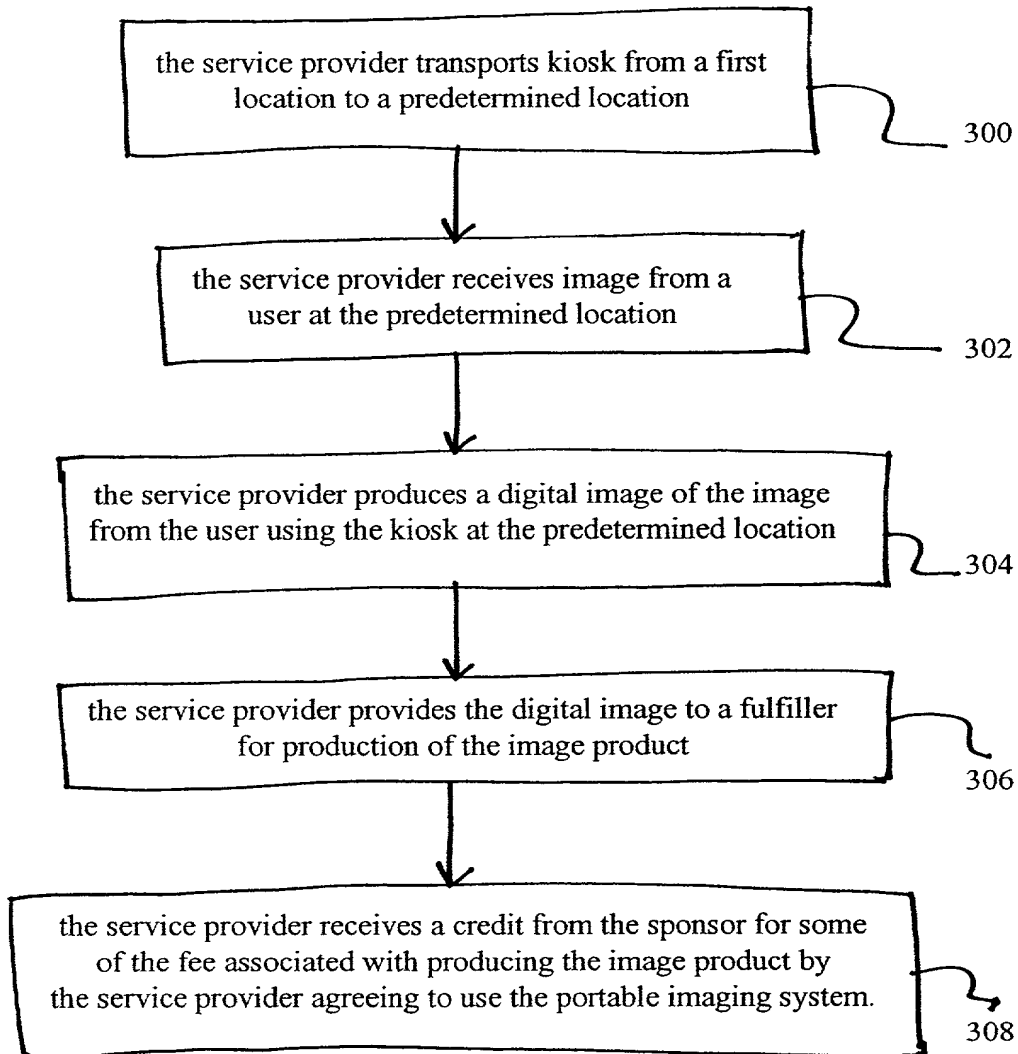 the service provider transports kiosk from a first
location to a predetermined location
300
the service provider receives image from a
user at the predetermined location
302
the service provider produces a digital image of the image
from the user using the kiosk at the predetermined location
304
the service provider provides the digital image to a fulfiller
for production of the image product
306
the service provider receives a credit from the sponsor for some
of the fee associated with producing the image product by
the service provider agreeing to use the portable imaging system.
308